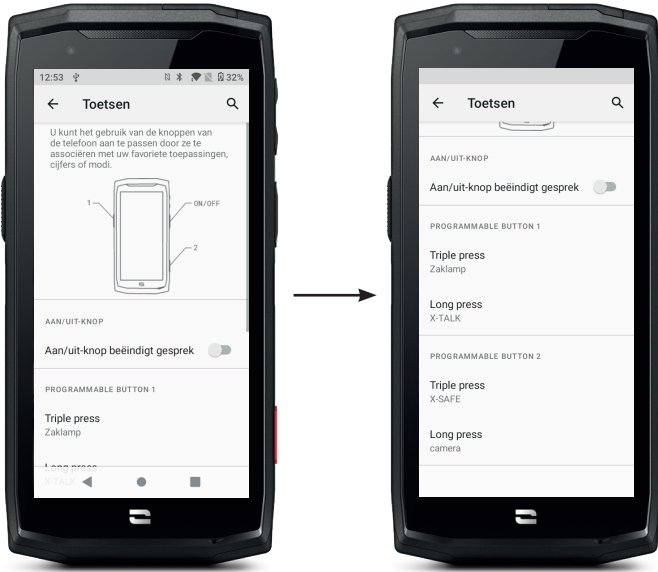 12:53
32%
Toetsen
U kunt het gebruik van de knoppen van
de telefoon aan te passen door ze te
associëren met uw favoriete toepassingen,
cijfers of modi.
1
ON/OFF
2
AAN/UIT-KNOP
Aan/uit-knop beëindigt gesprek
PROGRAMMABLE BUTTON 1
Triple press
Zaklamp
Long press
X-TALK
Toetsen
AAN/UIT-KNOP
Aan/uit-knop beëindigt gesprek
PROGRAMMABLE BUTTON 1
Triple press
Zaklamp
Long press
X-TALK
PROGRAMMABLE BUTTON 2
Triple press
X-SAFE
Long press
camera